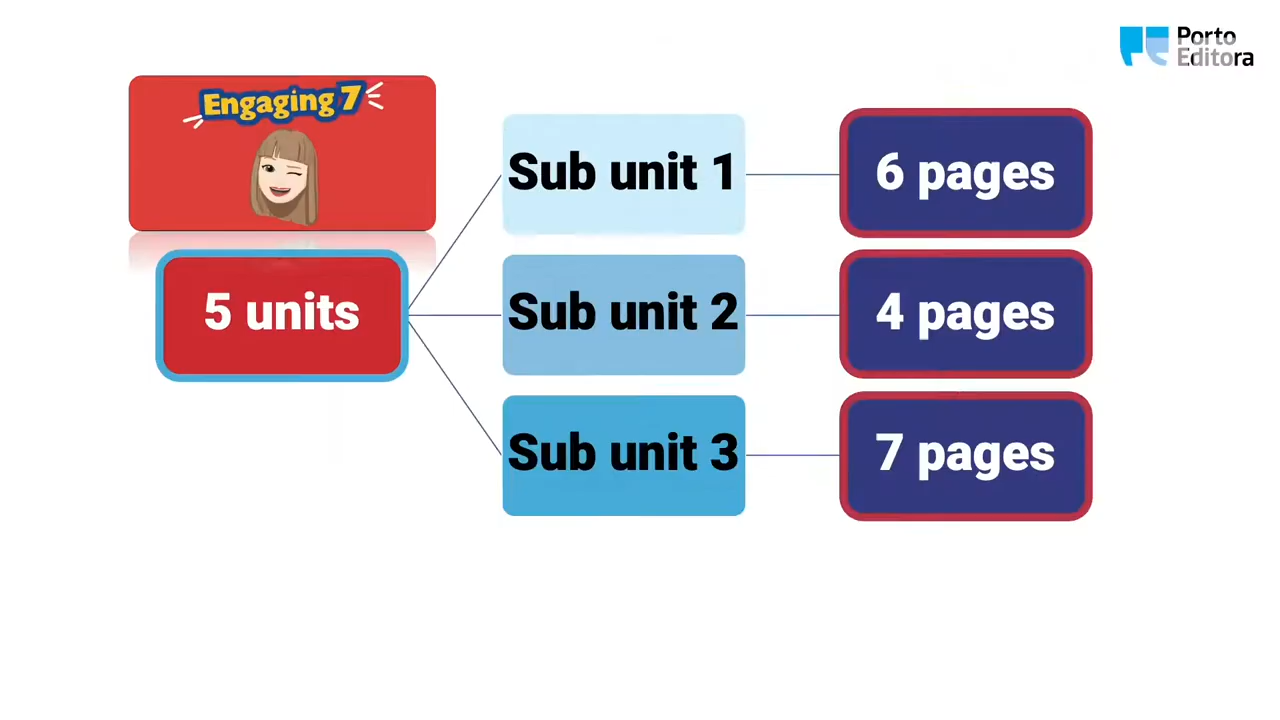 Porto
Editora
Engaging 7
5 units
Sub unit 1
6 pages
Sub unit 2
4 pages
Sub unit 3
7 pages